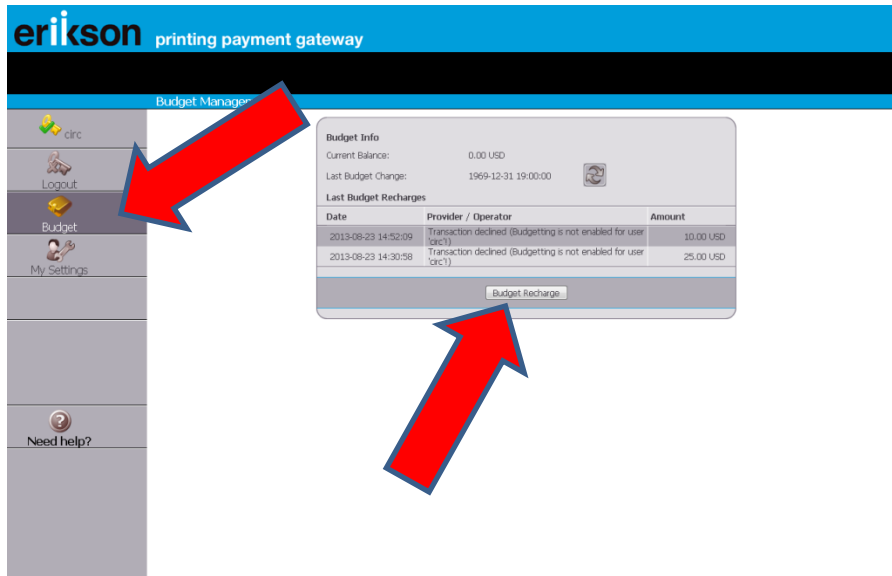 erikson printing payment gateway
Budget Manage
circ
Logout
Budget
My Settings
Need help?
Budget Info
Current Balance: 0.00 USD
Last Budget Change: 1969-12-31 19:00:00
Last Budget Recharges
Date Provider / Operator Amount
2013-08-23 14:52:09 Transaction declined (Budgetting is not enabled for user 'circ'!) 10.00 USD
2013-08-23 14:30:58 Transaction declined (Budgetting is not enabled for user 'circ'!) 25.00 USD
Budget Recharge